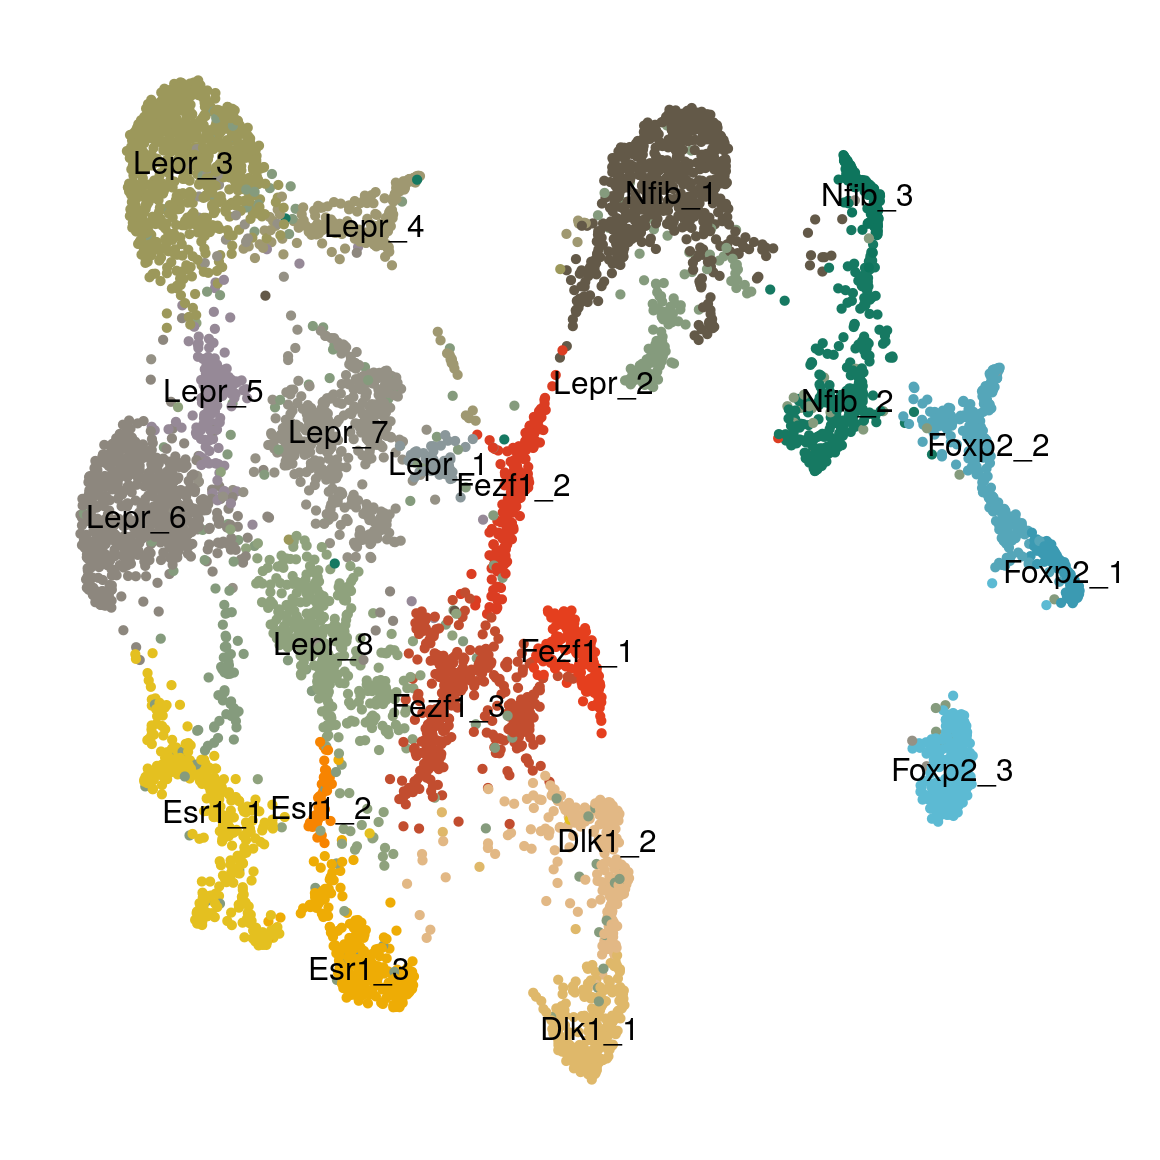 Lepr_3
Nfib_1
Nfib_3
Lepr_4
Lepr_5
Lepr_2
Nfib_2
Lepr_7
Foxp2_2
Lepr_1
Fezf1_2
Lepr_6
Foxp2_1
Lepr_8
Fezf1_1
Fezf1_3
Foxp2_3
Esr1_1
Esr1_2
Dlk1_2
Esr1_3
Dlk1_1